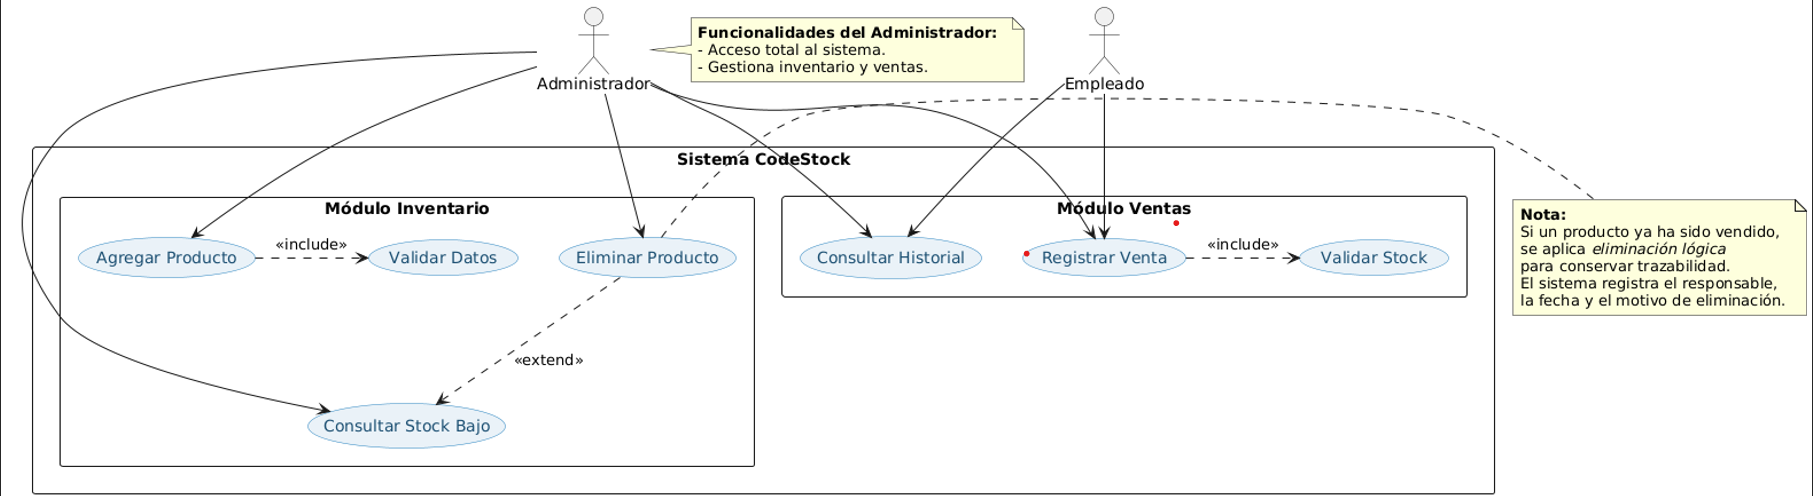 Funcionalidades del Administrador:
- Acceso total al sistema.
- Gestiona inventario y ventas.
Administrador
Empleado
Sistema CodeStock
Módulo Inventario
Agregar Producto
«include»
Validar Datos
Eliminar Producto
«extend»
Consultar Stock Bajo
Módulo Ventas
Consultar Historial
Registrar Venta
«include»
Validar Stock
Nota:
Si un producto ya ha sido vendido,
se aplica eliminación lógica
para conservar trazabilidad.
El sistema registra el responsable,
la fecha y el motivo de eliminación.